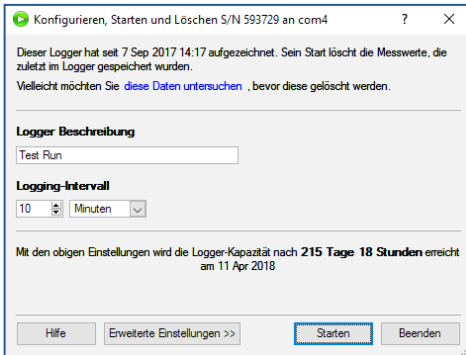 Konfigurieren, Starten und Löschen S/N 593729 an com4
Dieser Logger hat seit 7 Sep 2017 14:17 aufgezeichnet. Sein Start löscht die Messwerte, die
zuletzt im Logger gespeichert wurden.
Vielleicht möchten Sie diese Daten untersuchen , bevor diese gelöscht werden.
Logger Beschreibung
Test Run
Logging-Intervall
10 Minuten
Mit den obigen Einstellungen wird die Logger-Kapazität nach 215 Tage 18 Stunden erreicht
am 11 Apr 2018
Hilfe Erweiterte Einstellungen >> Starten Beenden